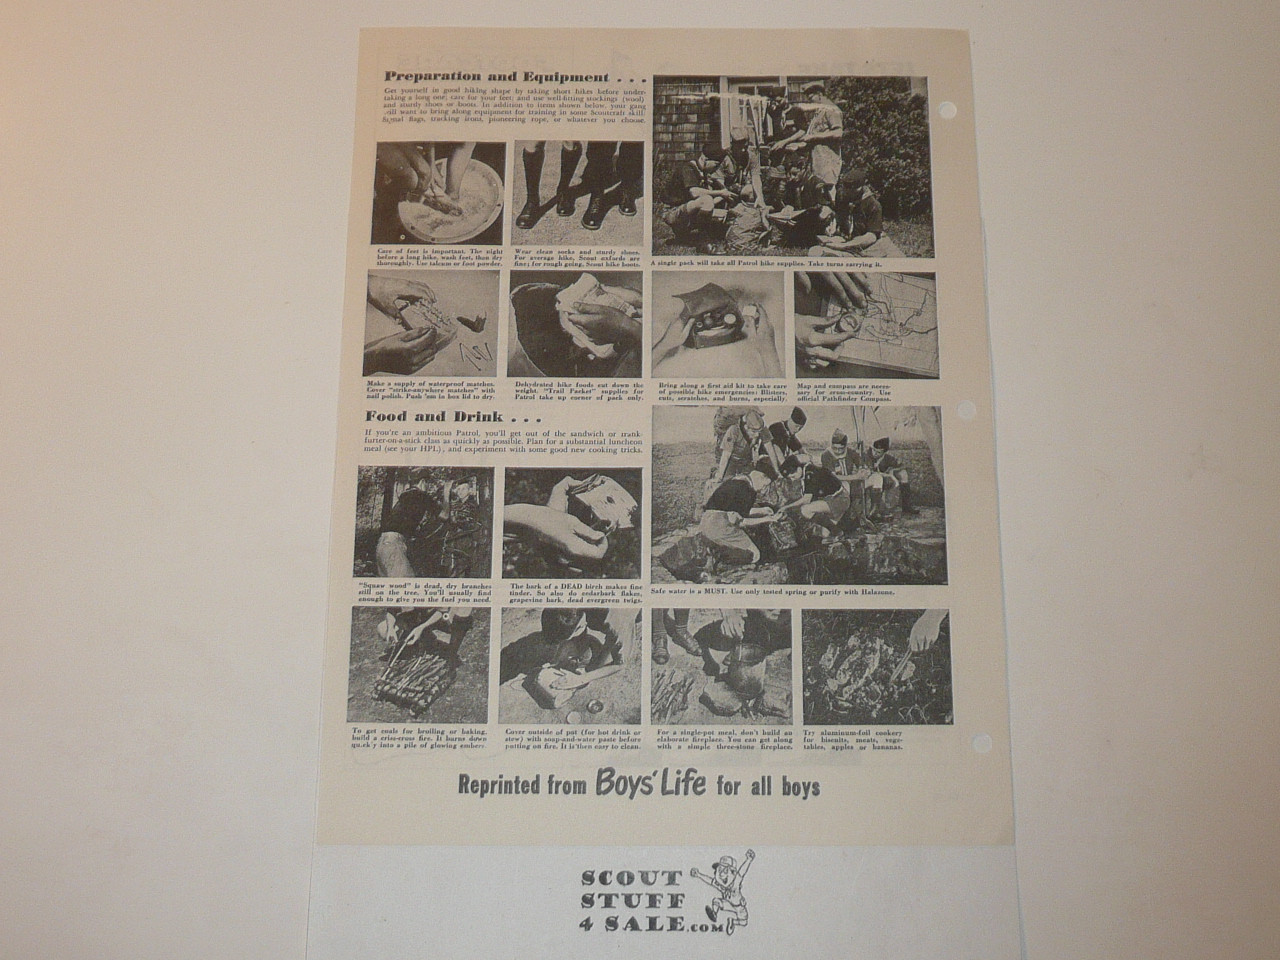 Preparation and Equipment . . .
Get yourself in good hiking shape by taking short hikes before under-
taking a long one; care for your feet; and use well-fitting stockings (wool)
and sturdy shoes or boots. In addition to items shown below, your gang
will want to bring along equipment for training in some Scoutcraft skill.
Signal flags, tracking irons, pioneering rope, or whatever you choose.
Care of feet is important. The night
before a long hike, wash feet, then dry
thoroughly. Use talcum or foot powder.
Wear clean socks and sturdy shoes.
For average hike, Scout oxfords are
fine; for rough going, Scout hike boots.
A single pack will take all Patrol hike supplies. Take turns carrying it.
Make a supply of waterproof matches.
Cover "strike-anywhere matches" with
nail polish. Push 'em in box lid to dry.
Dehydrated hike foods cut down the
weight. "Trail Packet" supplies for
Patrol take up corner of pack only.
Bring along a first aid kit to take care
of possible hike emergencies: Blisters,
cuts, scratches, and burns, especially.
Map and compass are neces-
sary for cross-country. Use
official Pathfinder Compass.
Food and Drink . . .
If you're an ambitious Patrol, you'll get out of the sandwich or frank-
furter-on-a-stick class as quickly as possible. Plan for a substantial luncheon
meal (see your HPL), and experiment with some good new cooking tricks.
"Squaw wood" is dead, dry branches
still on the tree. You'll usually find
enough to give you the fuel you need.
The bark of a DEAD birch makes fine
tinder. So also do cedarbark flakes,
grapevine bark, dead evergreen twigs.
Safe water is a MUST. Use only tested spring or purify with Halazone.
To get coals for broiling or baking,
build a criss-cross fire. It burns down
quickly into a pile of glowing embers.
Cover outside of pot (for hot drink or
stew) with soap-and-water paste before
putting on fire. It is then easy to clean.
For a single-pot meal, don't build an
elaborate fireplace. You can get along
with a simple three-stone fireplace.
Try aluminum-foil cookery
for biscuits, meats, vege-
tables, apples or bananas.
Reprinted from Boys' Life for all boys
SCOUT
STUFF
4 SALE.COM